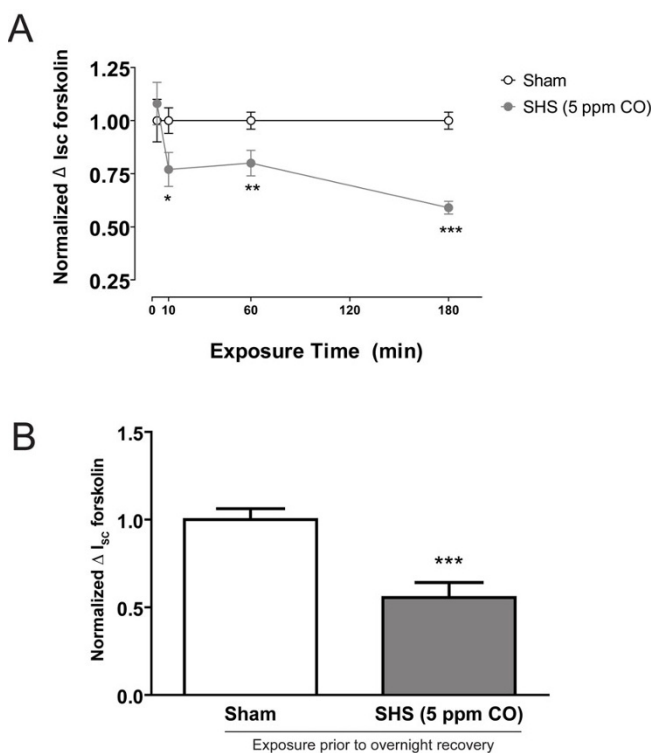 A
Normalized Δ Isc forskolin
1.25
1.00
0.75
0.50
0.25
Sham
SHS (5 ppm CO)
*
**
***
0 10 60 120 180
Exposure Time (min)
B
Normalized Δ Isc forskolin
1.5
1.0
0.5
0.0
***
Sham SHS (5 ppm CO)
Exposure prior to overnight recovery